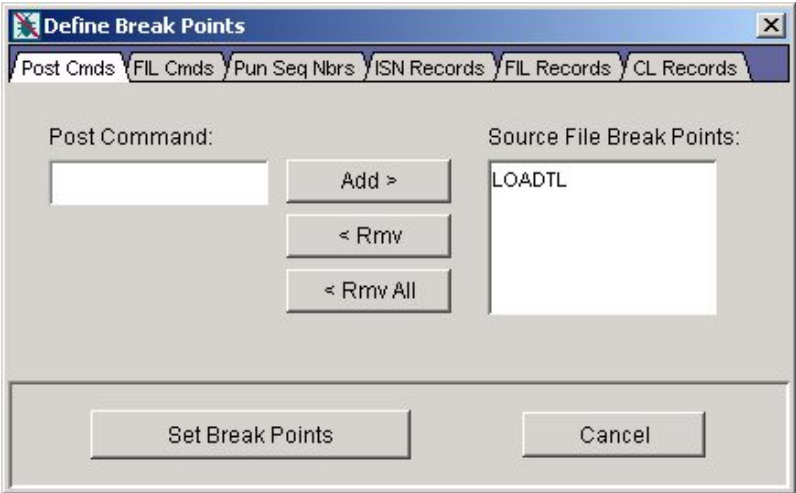 Define Break Points
Post Cmds FIL Cmds Pun Seq Nbrs ISN Records FIL Records CL Records
Post Command:
Source File Break Points:
Add >
LOADTL
< Rmv
< Rmv All
Set Break Points
Cancel